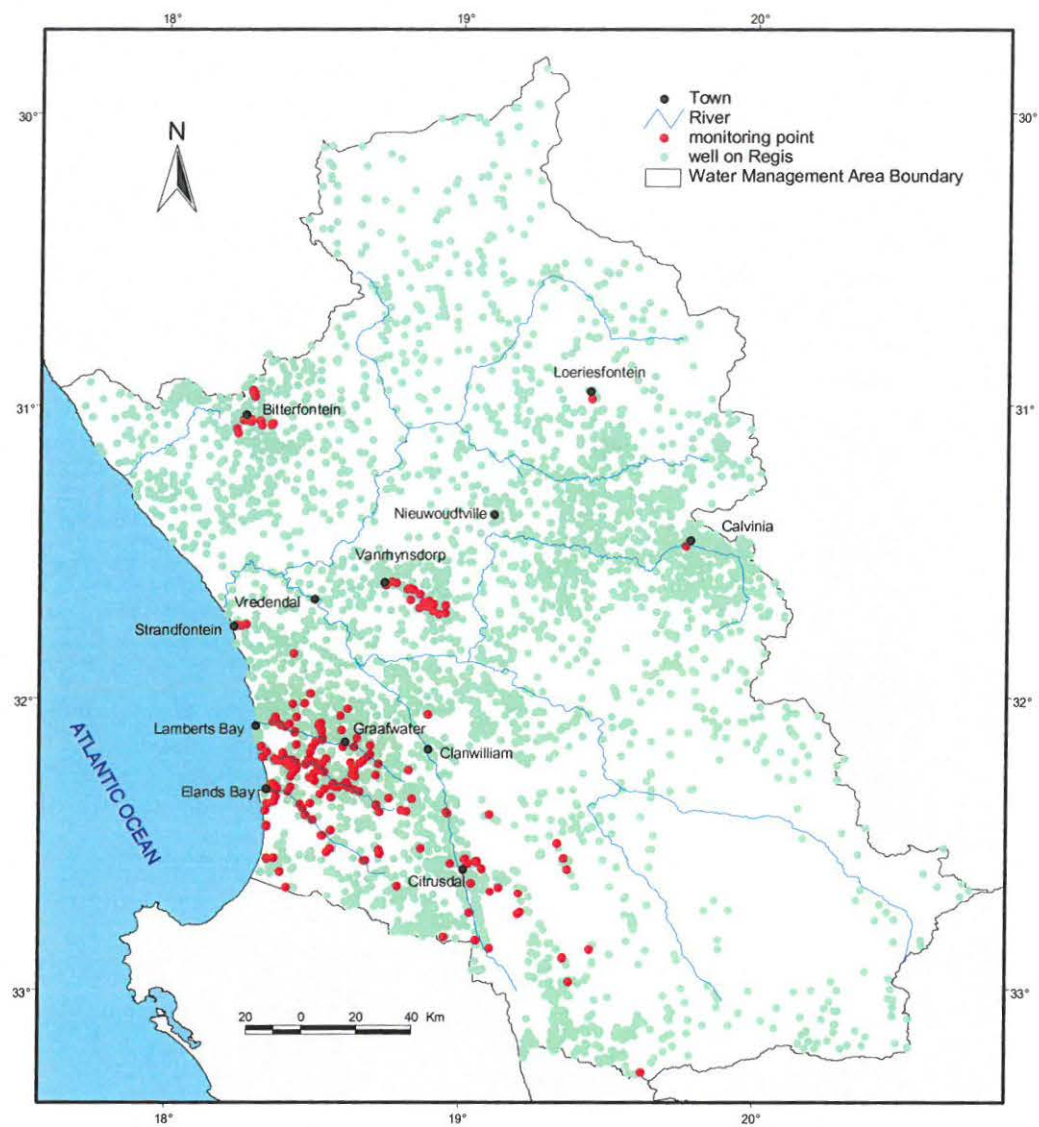 18° 19° 20°
30° 30°
N
Town
River
monitoring point
well on Regis
Water Management Area Boundary
Loeriesfontein
31° 31°
Bitterfontein
Nieuwoudtville
Calvinia
Vanrhynsdorp
Vredendal
Strandfontein
32° 32°
Lamberts Bay
Graafwater
Clanwilliam
ATLANTIC OCEAN
Elands Bay
Citrusdal
33° 33°
20 0 20 40 Km
18° 19° 20°